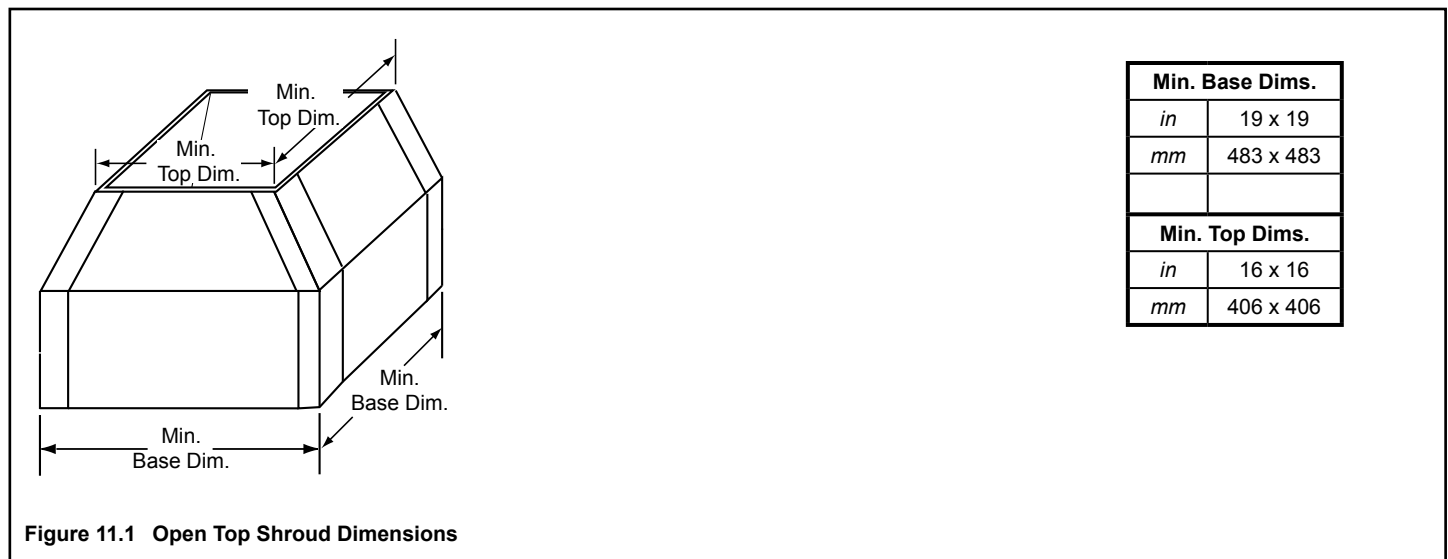 Min.
Top Dim.
Min.
Top Dim.
Min.
Base Dim.
Min.
Base Dim.
Min. Base Dims.
in 19 x 19
mm 483 x 483
Min. Top Dims.
in 16 x 16
mm 406 x 406
Figure 11.1 Open Top Shroud Dimensions